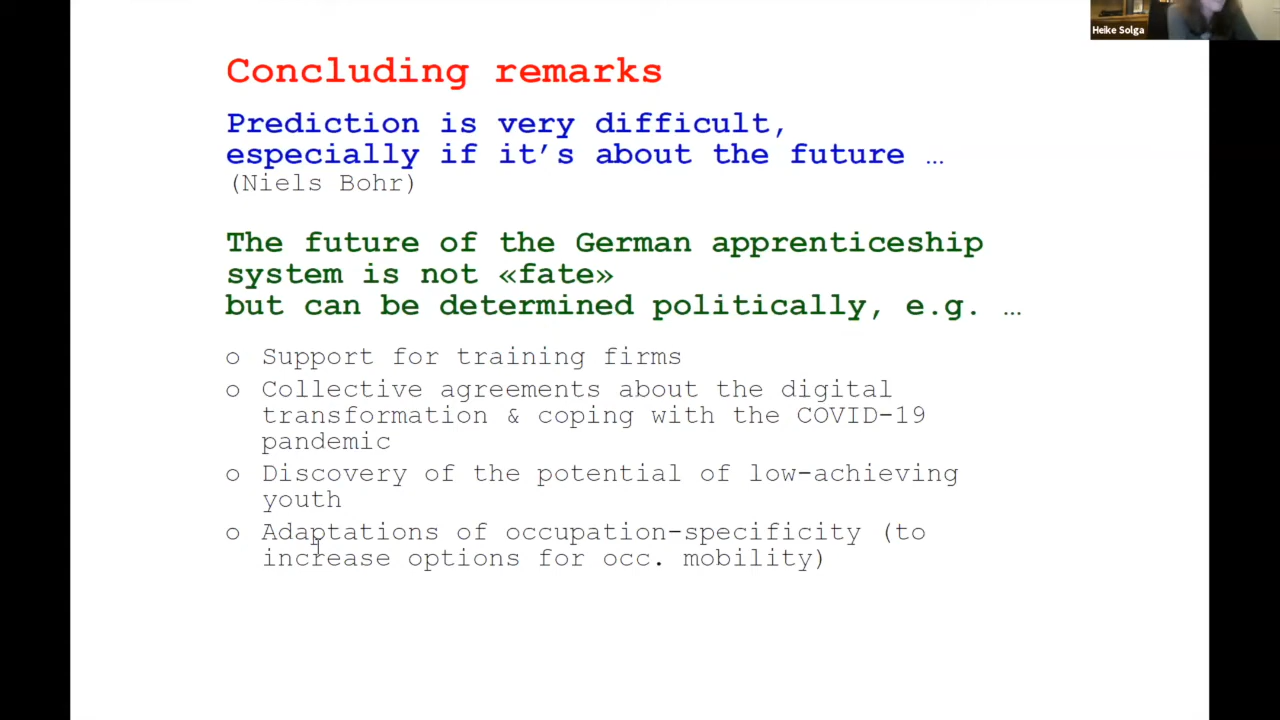 Heike Solga
Concluding remarks
Prediction is very difficult,
especially if it’s about the future …
(Niels Bohr)
The future of the German apprenticeship
system is not «fate»
but can be determined politically, e.g. …
o Support for training firms
o Collective agreements about the digital
transformation & coping with the COVID-19
pandemic
o Discovery of the potential of low-achieving
youth
o Adaptations of occupation-specificity (to
increase options for occ. mobility)